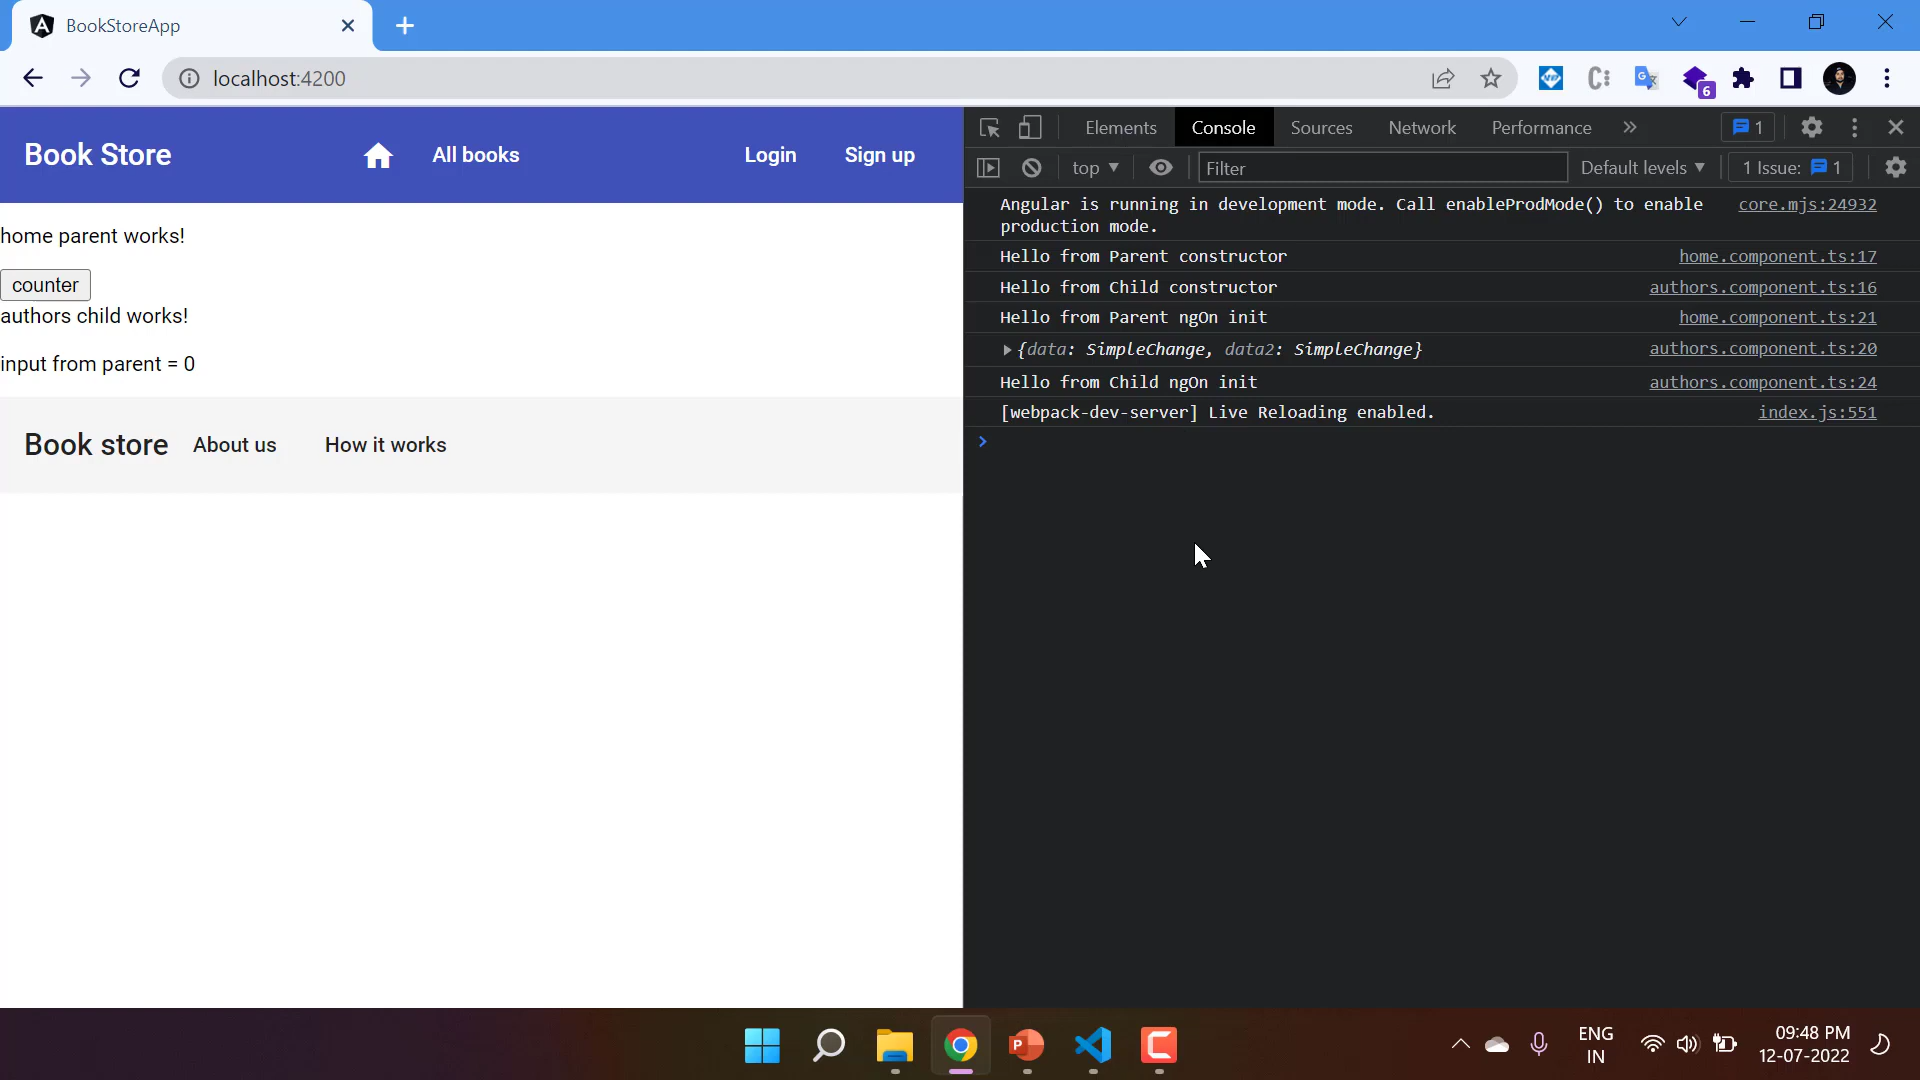 BookStoreApp
localhost:4200
6
Book Store
All books
Login
Sign up
home parent works!
counter
authors child works!
input from parent = 0
Book store
About us
How it works
Elements
Console
Sources
Network
Performance
1
top
Filter
Default levels
1 Issue: 1
Angular is running in development mode. Call enableProdMode() to enable core.mjs:24932
production mode.
Hello from Parent constructor home.component.ts:17
Hello from Child constructor authors.component.ts:16
Hello from Parent ngOn init home.component.ts:21
{data: SimpleChange, data2: SimpleChange} authors.component.ts:20
Hello from Child ngOn init authors.component.ts:24
[webpack-dev-server] Live Reloading enabled. index.js:551
ENG
IN
09:48 PM
12-07-2022